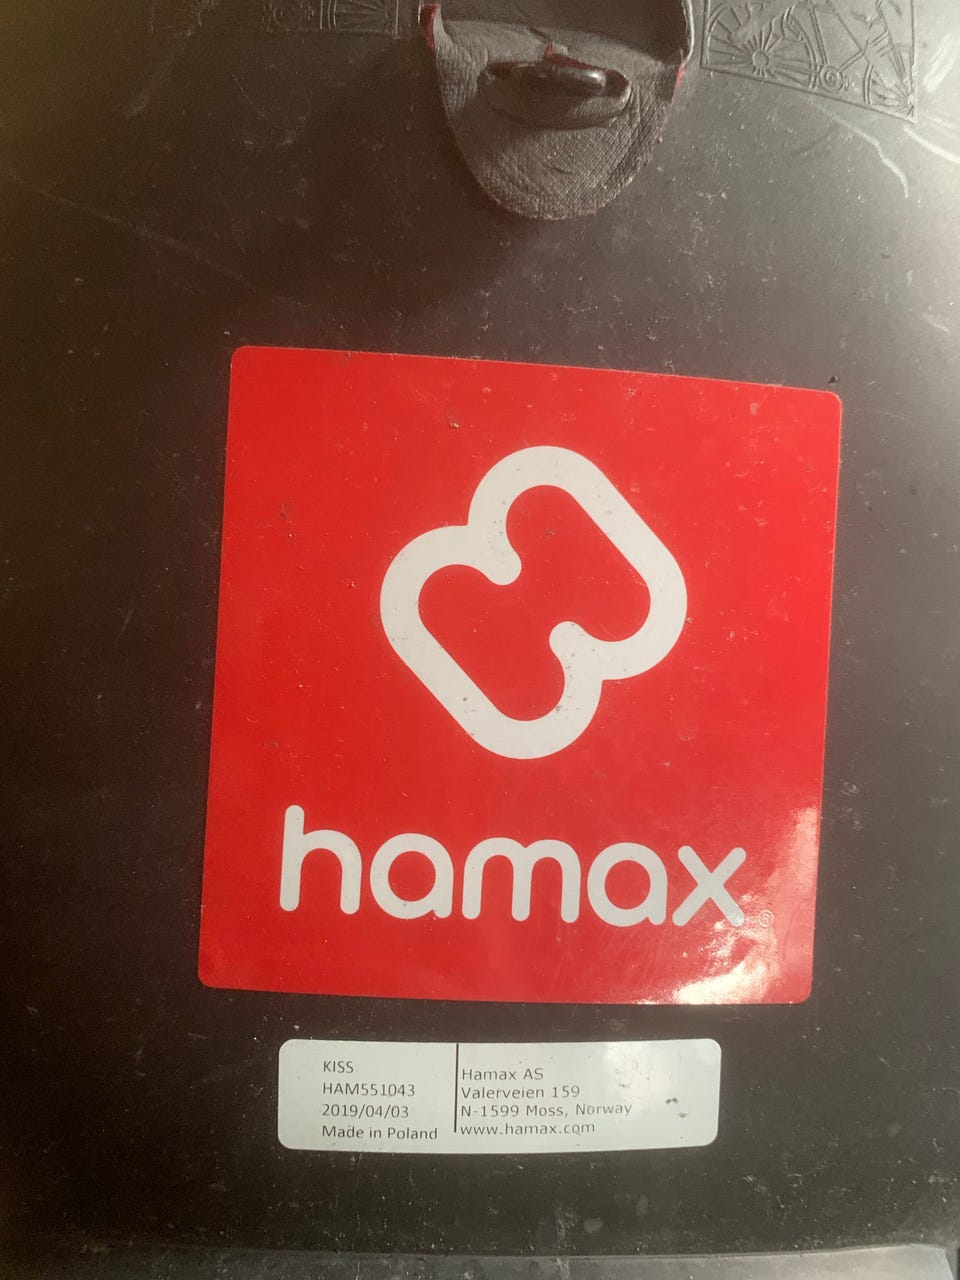 hamax®
KISS
HAM551043
2019/04/03
Made in Poland
Hamax AS
Valerveien 159
N-1599 Moss, Norway
www.hamax.com